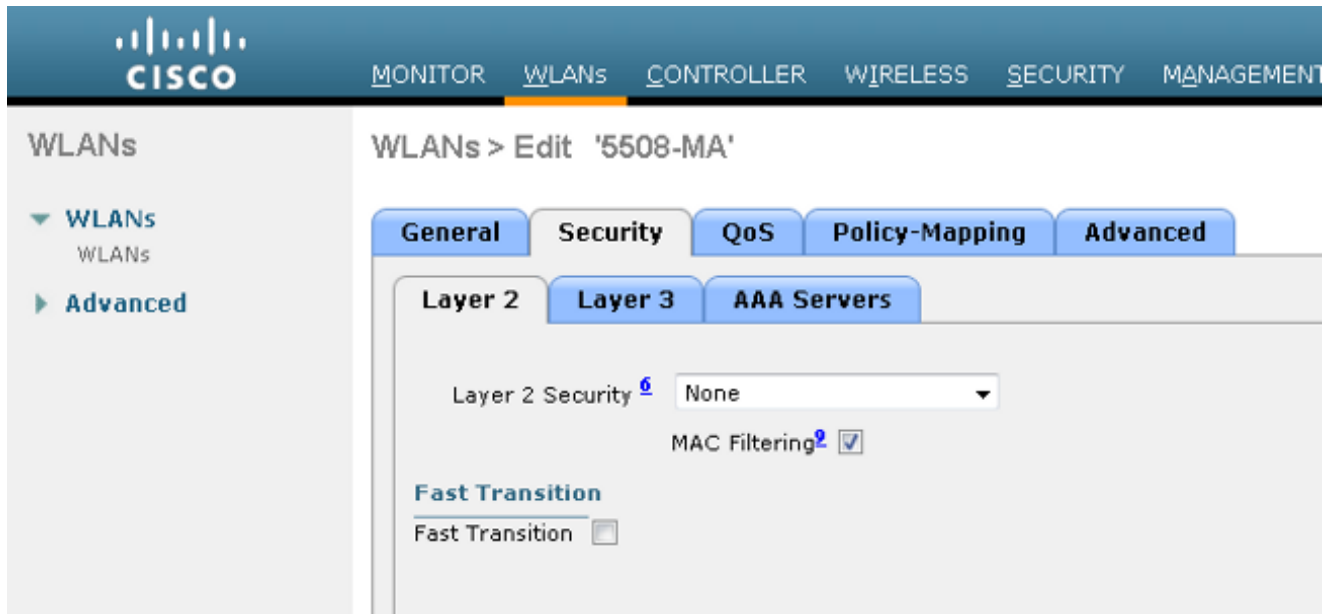 CISCO
MONITOR WLANs CONTROLLER WIRELESS SECURITY MANAGEMENT
WLANs
WLANs
WLANs
Advanced
WLANs > Edit '5508-MA'
General Security QoS Policy-Mapping Advanced
Layer 2 Layer 3 AAA Servers
Layer 2 Security 6 None
MAC Filtering 9
Fast Transition
Fast Transition